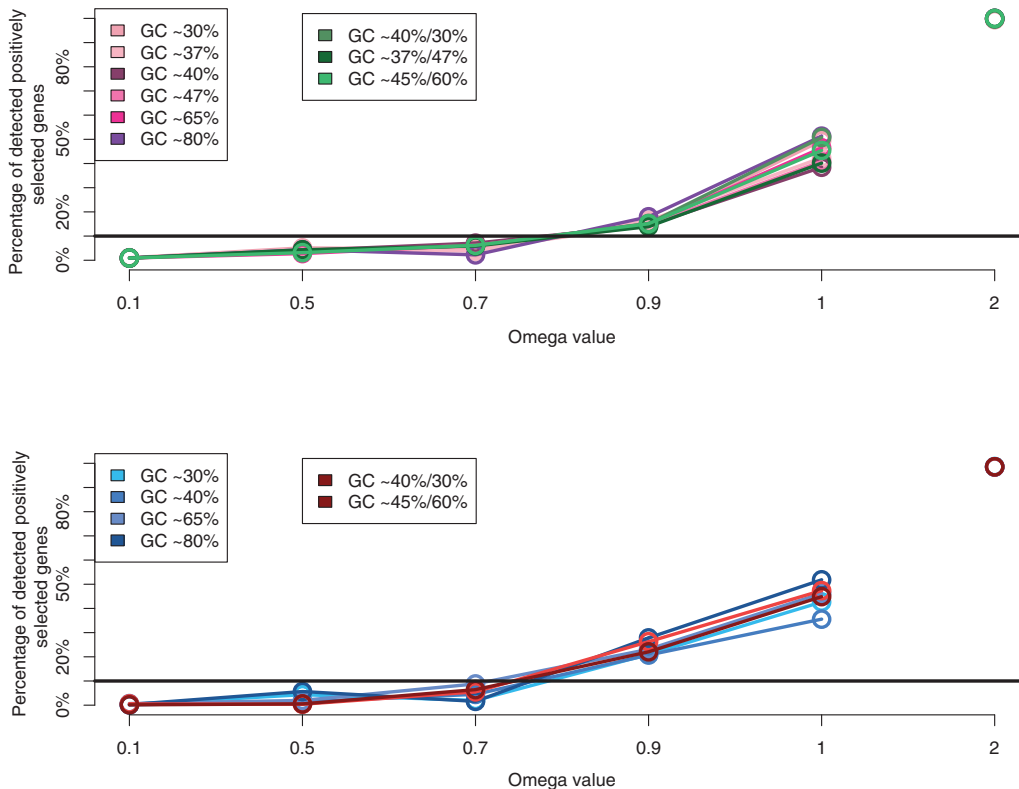 Percentage of detected positively
selected genes
80%
50%
20%
0%
GC ~30%
GC ~37%
GC ~40%
GC ~47%
GC ~65%
GC ~80%
GC ~40%/30%
GC ~37%/47%
GC ~45%/60%
0.1 0.5 0.7 0.9 1 2
Omega value
Percentage of detected positively
selected genes
80%
50%
20%
0%
GC ~30%
GC ~40%
GC ~65%
GC ~80%
GC ~40%/30%
GC ~45%/60%
0.1 0.5 0.7 0.9 1 2
Omega value